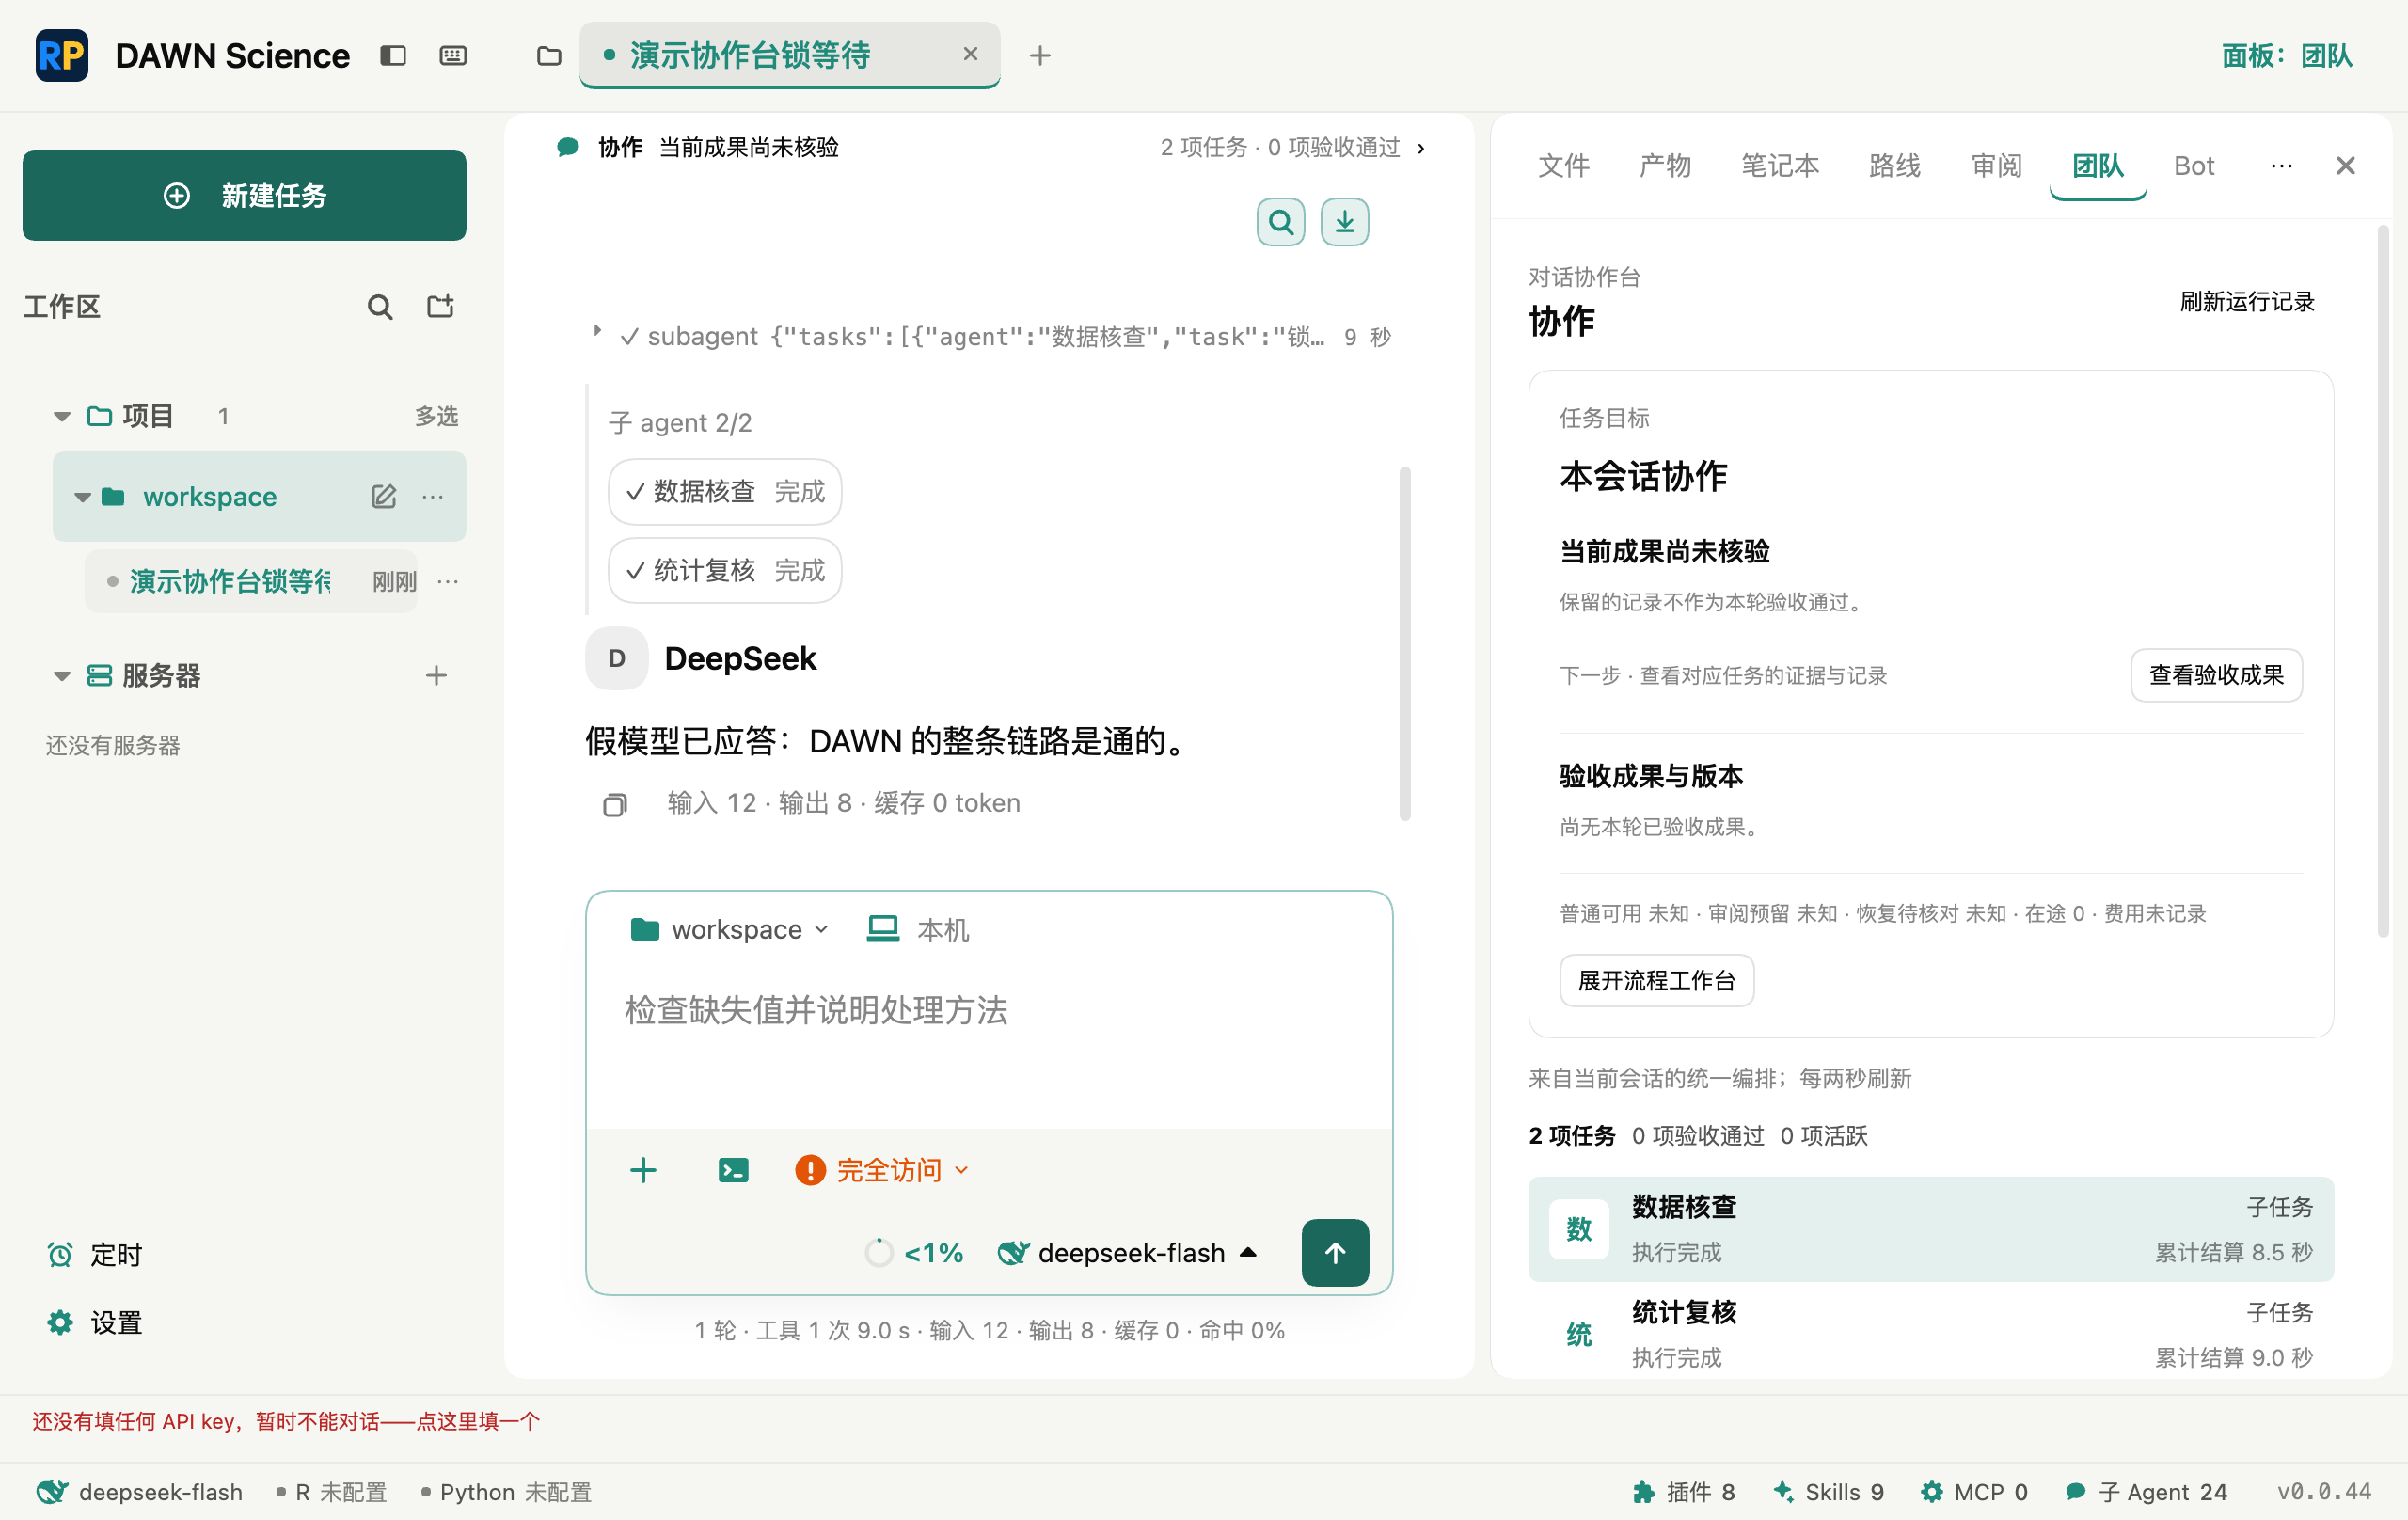 RP DAWN Science
演示协作台锁等待
面板：团队
新建任务
工作区
项目 1 多选
workspace
演示协作台锁等待 刚刚
服务器
还没有服务器
定时
设置
协作 当前成果尚未核验 2 项任务 · 0 项验收通过
subagent {"tasks":[{"agent":"数据核查","task":"锁… 9 秒
子 agent 2/2
数据核查 完成
统计复核 完成
D DeepSeek
假模型已应答：DAWN 的整条链路是通的。
输入 12 · 输出 8 · 缓存 0 token
workspace 本机
检查缺失值并说明处理方法
完全访问
<1% deepseek-flash
1 轮 · 工具 1 次 9.0 s · 输入 12 · 输出 8 · 缓存 0 · 命中 0%
文件 产物 笔记本 路线 审阅 团队 Bot
对话协作台
协作
刷新运行记录
任务目标
本会话协作
当前成果尚未核验
保留的记录不作为本轮验收通过。
下一步 · 查看对应任务的证据与记录 查看验收成果
验收成果与版本
尚无本轮已验收成果。
普通可用 未知 · 审阅预留 未知 · 恢复待核对 未知 · 在途 0 · 费用未记录
展开流程工作台
来自当前会话的统一编排；每两秒刷新
2 项任务 0 项验收通过 0 项活跃
数 数据核查 子任务
执行完成 累计结算 8.5 秒
统 统计复核 子任务
执行完成 累计结算 9.0 秒
还没有填任何 API key，暂时不能对话——点这里填一个
deepseek-flash R 未配置 Python 未配置 插件 8 Skills 9 MCP 0 子 Agent 24 v0.0.44